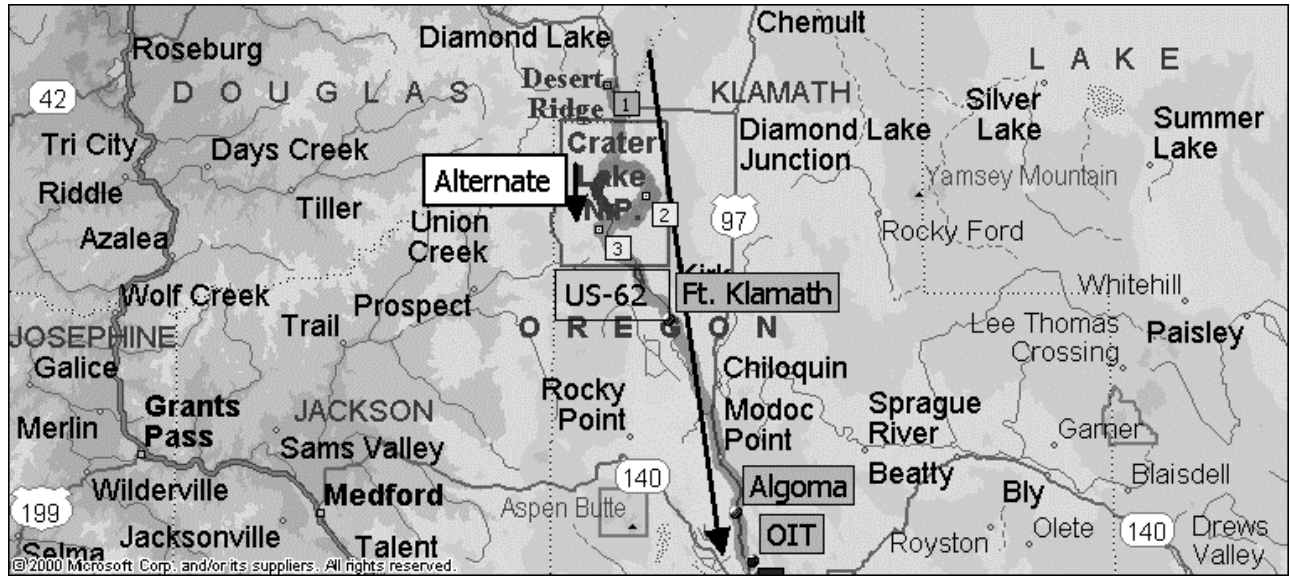 Roseburg
Diamond Lake
Chemult
L A K E
42
D O U G L A S
Desert
Ridge
1
KLAMATH
Silver
Lake
Summer
Lake
Tri City
Days Creek
Crater
Lake
N.P.
Diamond Lake
Junction
Alternate
Riddle
Tiller
Yamsey Mountain
2
97
Union
Creek
3
Azalea
Rocky Ford
Wolf Creek
Prospect
US-62
Kirk
Ft. Klamath
Whitehill
Trail
O R E G O N
Lee Thomas
Crossing
Paisley
JOSEPHINE
Galice
Chiloquin
Rocky
Point
Grants
Pass
JACKSON
Modoc
Point
Sprague
River
Merlin
Sams Valley
Garner
Wilderville
Medford
140
Algoma
Beatty
Bly
Blaisdell
199
Aspen Butte
OIT
Jacksonville
Royston
Olete
140
Drews
Valley
Selma
Talent
©2000 Microsoft Corp. and/or its suppliers. All rights reserved.